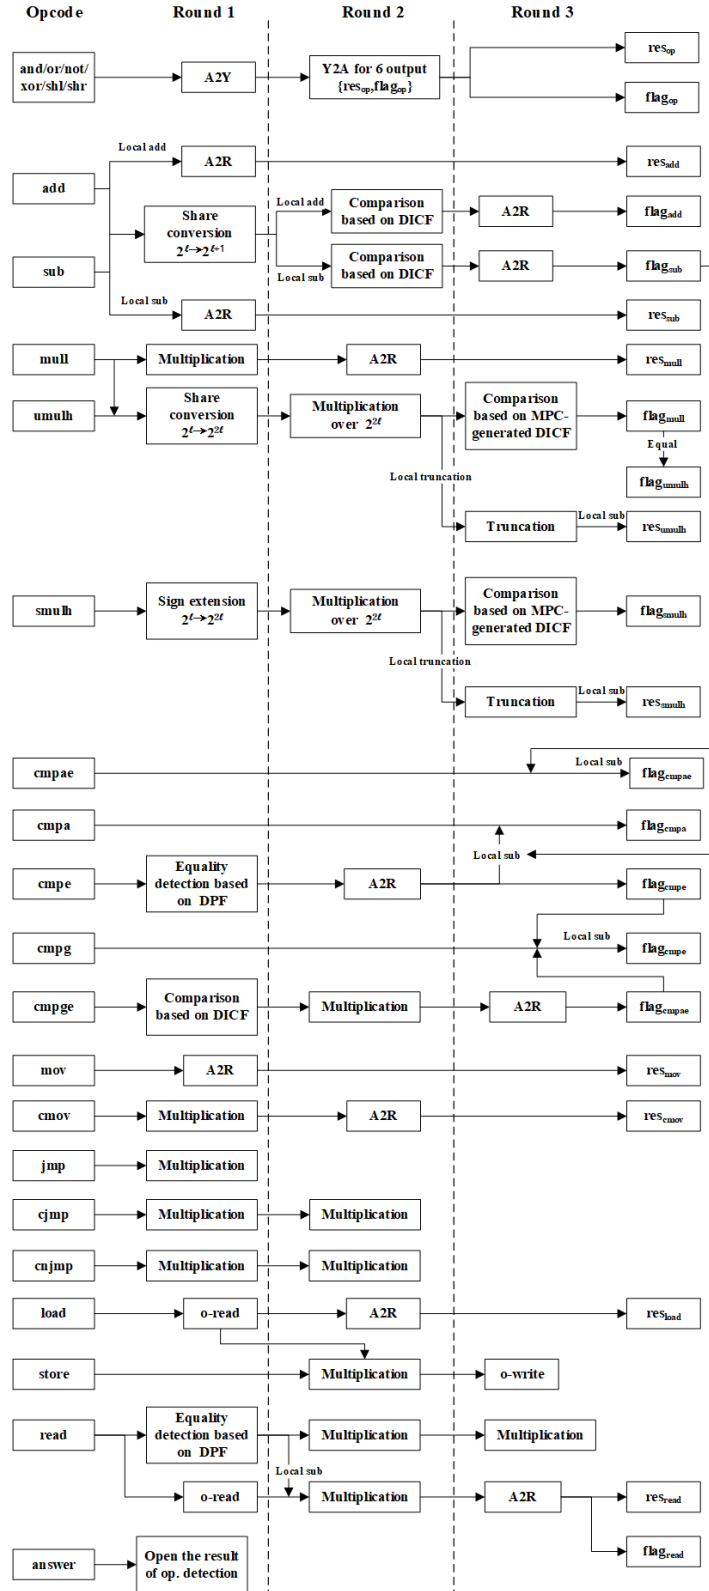 Opcode Round 1 Round 2 Round 3
and/or/not/
xor/shl/shr
A2Y
Y2A for 6 output
{res_op,flag_op}
res_op
flag_op
Local add
A2R
res_add
add
Share
conversion
2^ℓ→2^ℓ+1
Local add
Comparison
based on DICF
A2R
flag_add
sub
Local sub
Comparison
based on DICF
A2R
flag_sub
Local sub
A2R
res_sub
mull
Multiplication
A2R
res_mull
umulh
Share
conversion
2^ℓ→2^2ℓ
Multiplication
over 2^2ℓ
Comparison
based on MPC-
generated DICF
flag_mull
Equal
flag_umulh
Local truncation
Truncation
Local sub
res_umulh
smulh
Sign extension
2^ℓ→2^2ℓ
Multiplication
over 2^2ℓ
Comparison
based on MPC-
generated DICF
flag_smulh
Local truncation
Truncation
Local sub
res_smulh
cmpae
Local sub
flag_cmpae
cmpa
flag_cmpa
Local sub
cmpe
Equality
detection based
on DPF
A2R
flag_cmpe
cmpg
Local sub
flag_cmpe
cmpge
Comparison
based on DICF
Multiplication
A2R
flag_cmpae
mov
A2R
res_mov
cmov
Multiplication
A2R
res_cmov
jmp
Multiplication
cjmp
Multiplication
Multiplication
cnjmp
Multiplication
Multiplication
load
o-read
A2R
res_load
store
Multiplication
o-write
read
Equality
detection based
on DPF
Multiplication
Multiplication
Local sub
o-read
Multiplication
A2R
res_read
flag_read
answer
Open the result
of op. detection